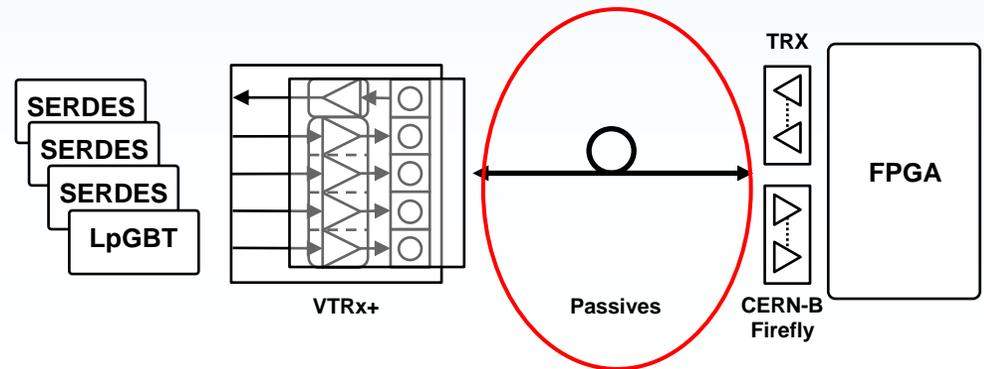 SERDES
SERDES
SERDES
LpGBT
VTRx+
Passives
TRX
CERN-B
Firefly
FPGA